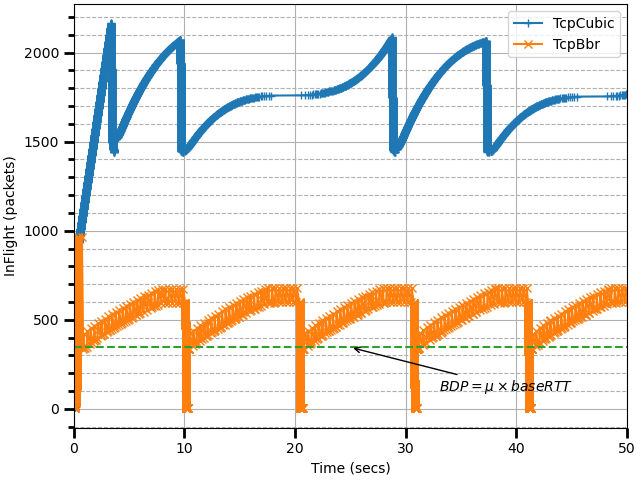 TcpCubic
TcpBbr
InFlight (packets)
2000
1500
1000
500
0
BDP = μ × baseRTT
0 10 20 30 40 50
Time (secs)